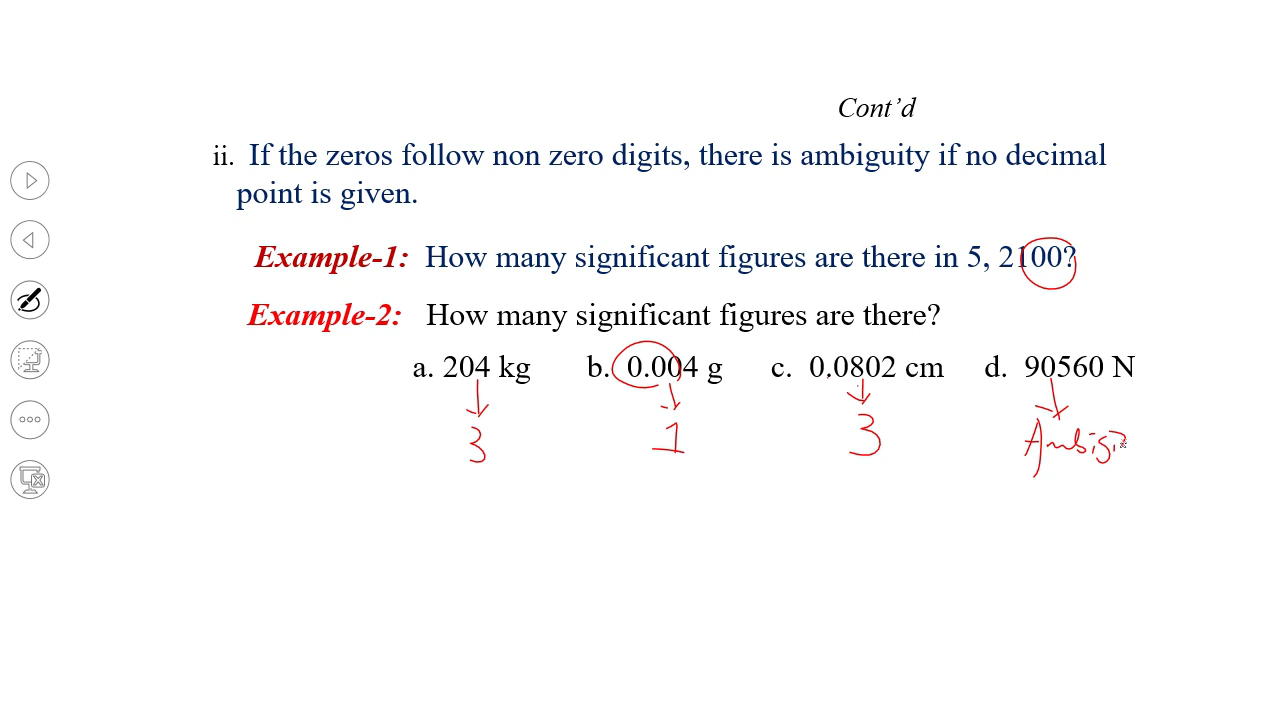 Cont’d
ii. If the zeros follow non zero digits, there is ambiguity if no decimal
point is given.
Example-1: How many significant figures are there in 5, 2100?
Example-2: How many significant figures are there?
a. 204 kg b. 0.004 g c. 0.0802 cm d. 90560 N
3 1 3